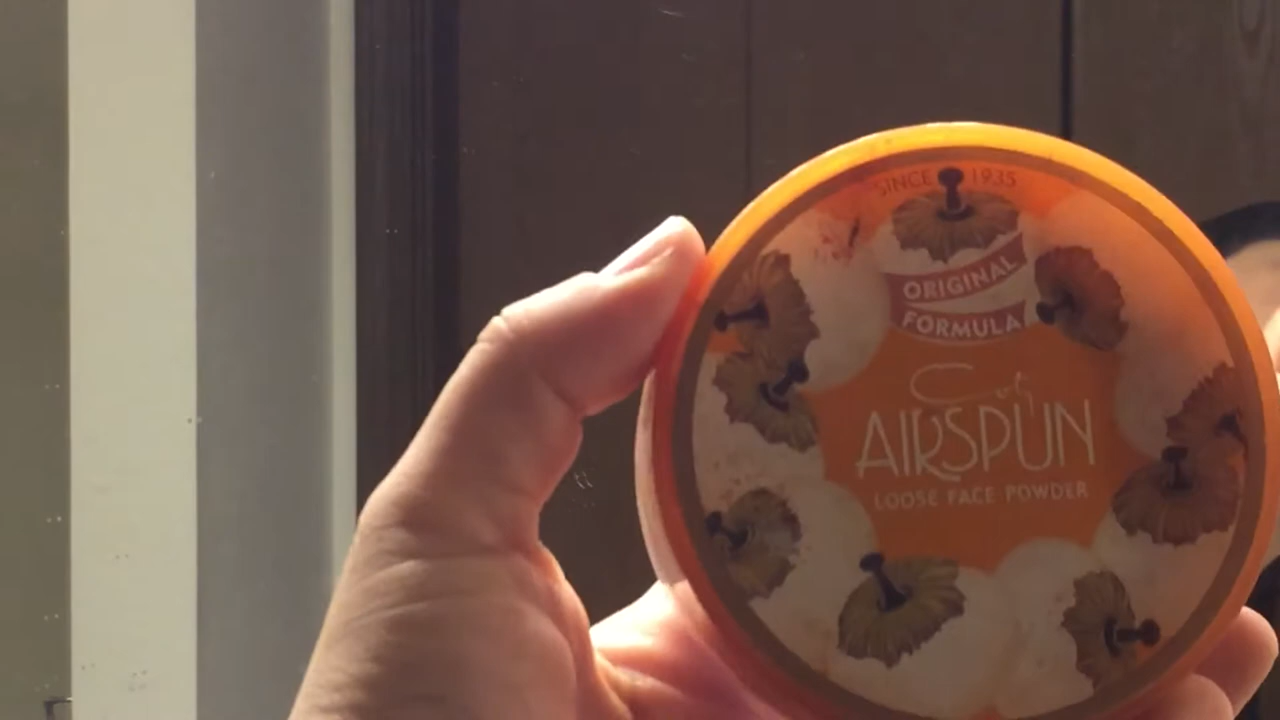 SINCE 1935
ORIGINAL
FORMULA
Coty
AIRSPUN
LOOSE FACE POWDER